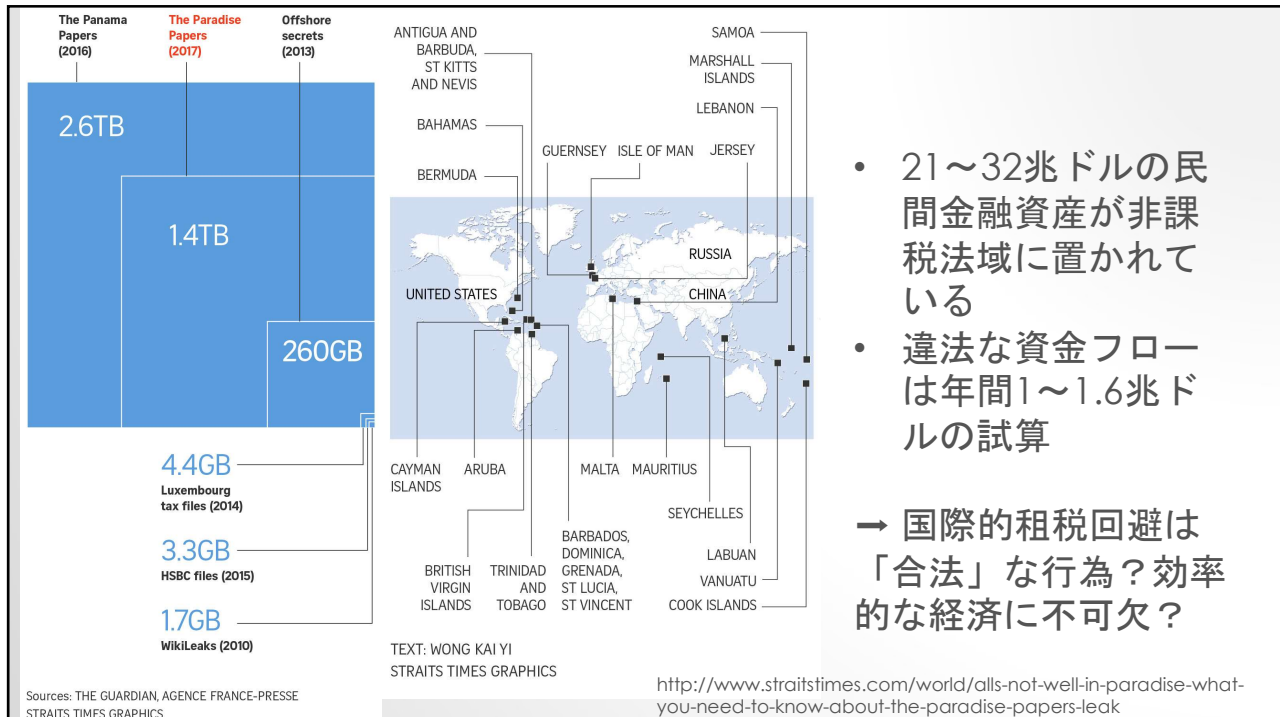 The Panama
Papers
(2016)
The Paradise
Papers
(2017)
Offshore
secrets
(2013)
2.6TB
1.4TB
260GB
4.4GB
Luxembourg
tax files (2014)
3.3GB
HSBC files (2015)
1.7GB
WikiLeaks (2010)
Sources: THE GUARDIAN, AGENCE FRANCE-PRESSE
STRAITS TIMES GRAPHICS
ANTIGUA AND
BARBUDA,
ST KITTS
AND NEVIS
BAHAMAS
BERMUDA
GUERNSEY
ISLE OF MAN
JERSEY
SAMOA
MARSHALL
ISLANDS
LEBANON
RUSSIA
UNITED STATES
CHINA
CAYMAN
ISLANDS
ARUBA
MALTA
MAURITIUS
SEYCHELLES
BRITISH
VIRGIN
ISLANDS
TRINIDAD
AND
TOBAGO
BARBADOS,
DOMINICA,
GRENADA,
ST LUCIA,
ST VINCENT
LABUAN
VANUATU
COOK ISLANDS
TEXT: WONG KAI YI
STRAITS TIMES GRAPHICS
• 21～32兆ドルの民
間金融資産が非課
税法域に置かれて
いる
• 違法な資金フロー
は年間1～1.6兆ド
ルの試算
→ 国際的租税回避は
「合法」な行為？効率
的な経済に不可欠？
http://www.straitstimes.com/world/alls-not-well-in-paradise-what-
you-need-to-know-about-the-paradise-papers-leak